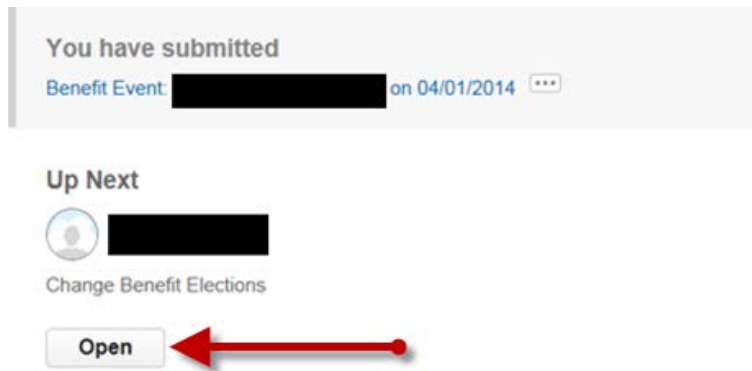 You have submitted
Benefit Event: on 04/01/2014
Up Next
Change Benefit Elections
Open